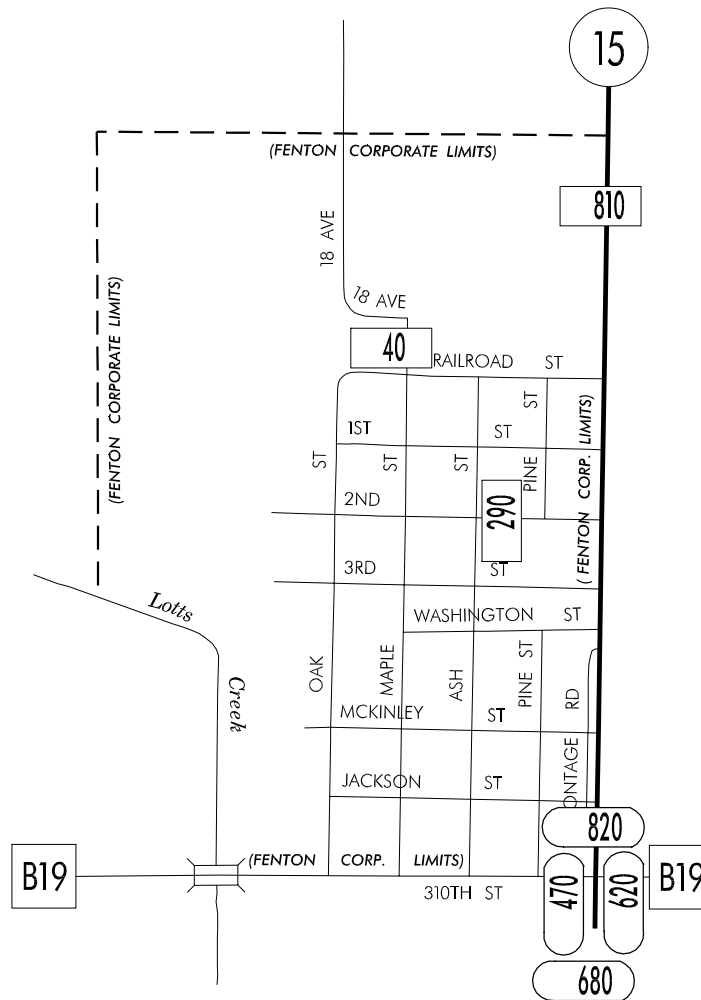 15
(FENTON CORPORATE LIMITS)
810
18 AVE
18 AVE
(FENTON CORPORATE LIMITS)
40
RAILROAD ST
ST
1ST ST
(FENTON CORP. LIMITS)
ST
ST
ST
PINE
2ND
290
3RD ST
Lotts
WASHINGTON ST
OAK
MAPLE
ASH
PINE ST
RD
Creek
MCKINLEY ST
ONTAGE
JACKSON ST
820
B19
(FENTON CORP. LIMITS)
470
620
B19
310TH ST
680